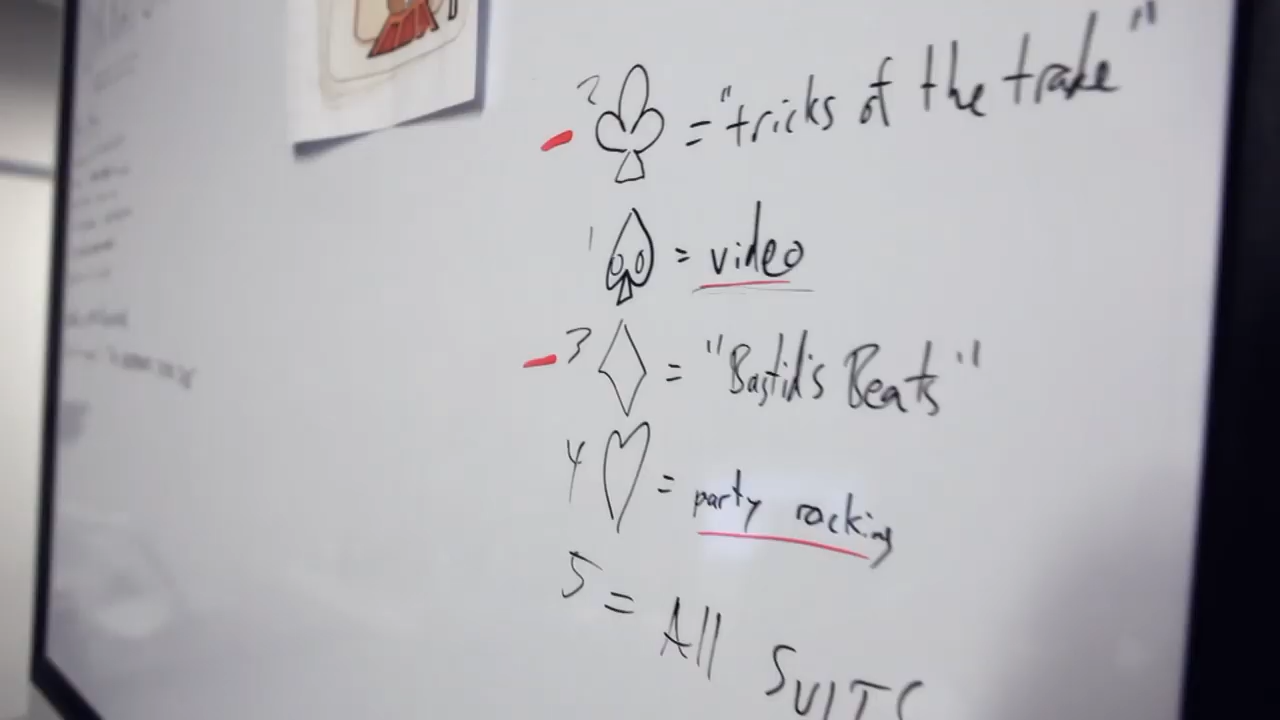 2 ♣ = "tricks of the trade"
1 ♠ = video
3 ♦ = "Bastid's Beats"
4 ♥ = party rocking
5 = All SUITS